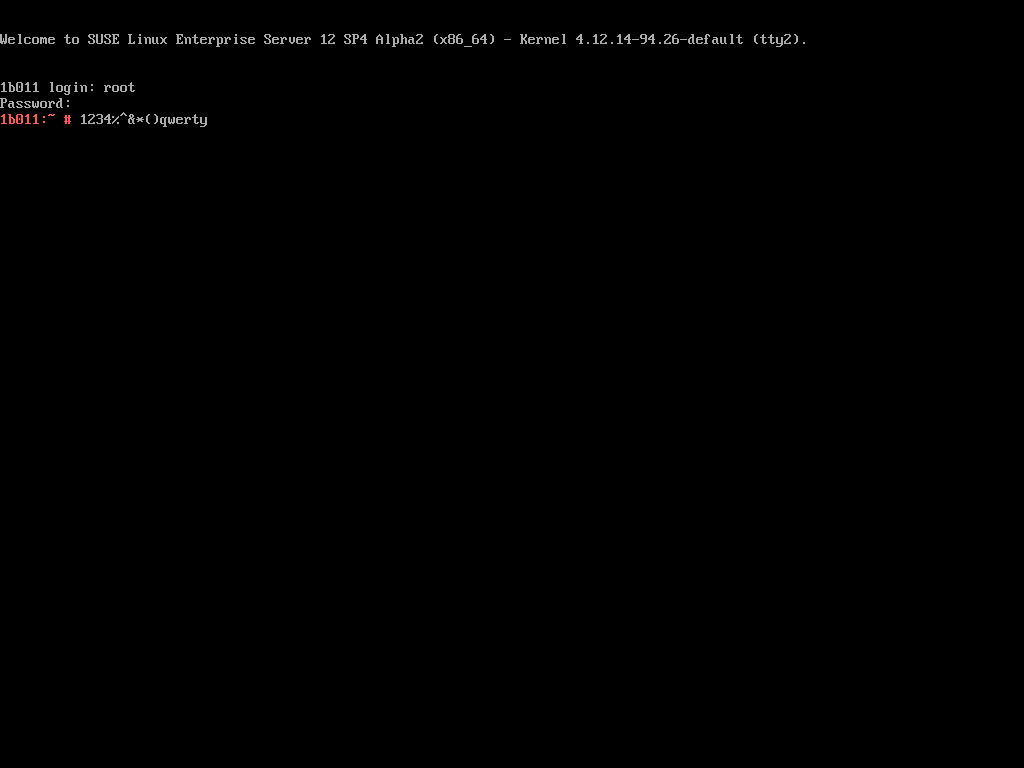 Welcome to SUSE Linux Enterprise Server 12 SP4 Alpha2 (x86_64) - Kernel 4.12.14-94.26-default (tty2).
1b011 login: root
Password:
1b011:~ # 1234%^&*()qwerty